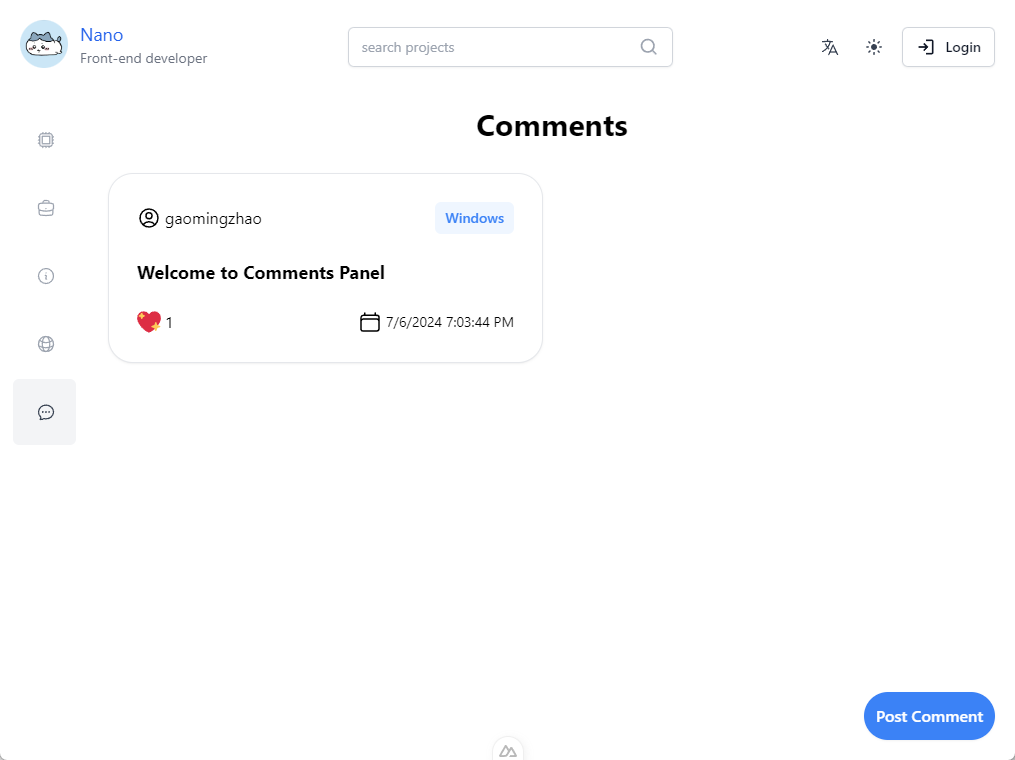 Nano
Front-end developer
search projects
Login
Comments
gaomingzhao
Windows
Welcome to Comments Panel
1
7/6/2024 7:03:44 PM
Post Comment